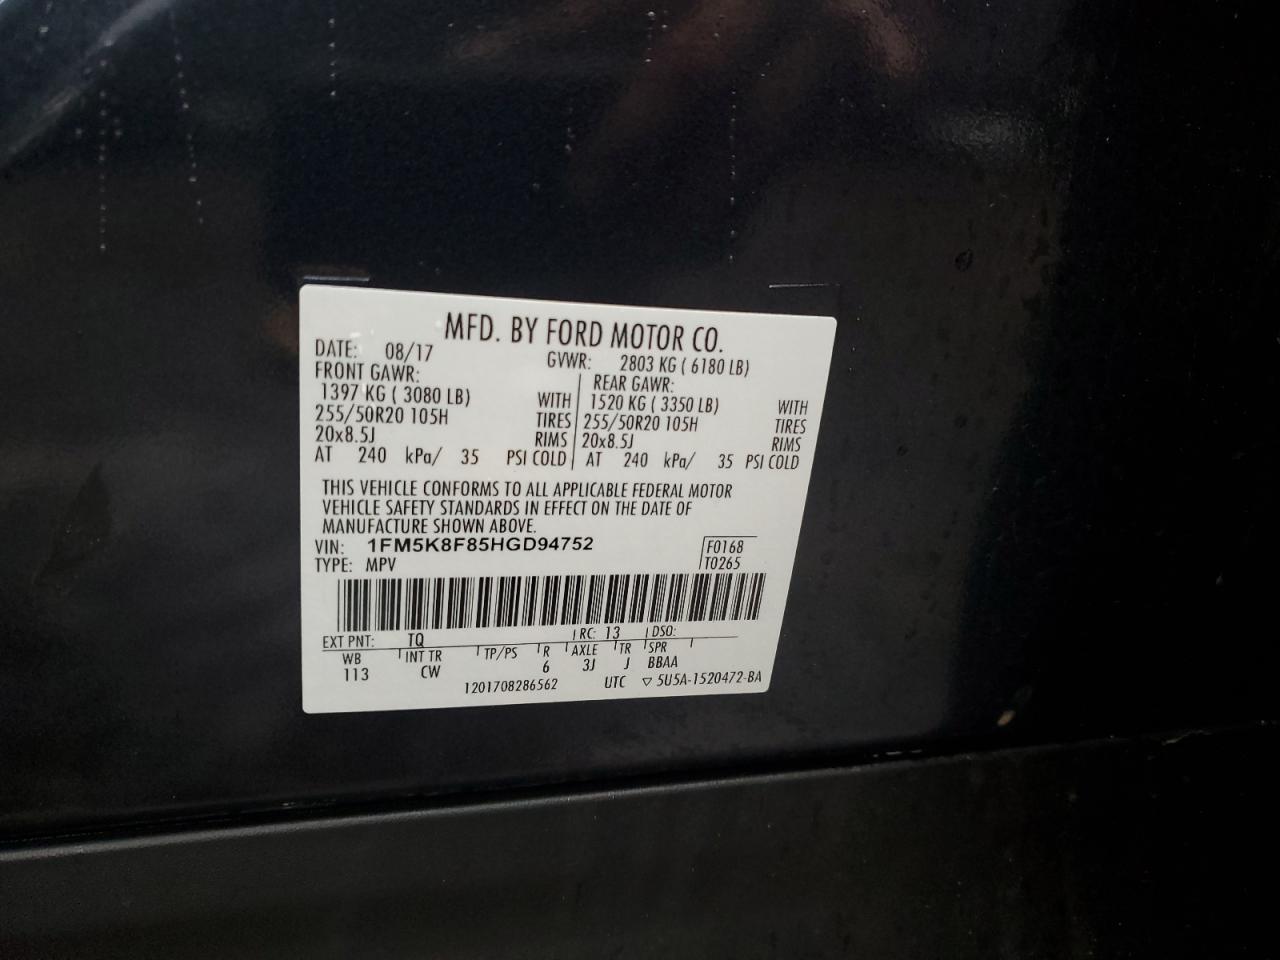 MFD. BY FORD MOTOR CO.
DATE: 08/17 GVWR: 2803 KG ( 6180 LB)
FRONT GAWR: REAR GAWR:
1397 KG ( 3080 LB) WITH 1520 KG ( 3350 LB) WITH
255/50R20 105H TIRES 255/50R20 105H TIRES
20x8.5J RIMS 20x8.5J RIMS
AT 240 kPa/ 35 PSI COLD AT 240 kPa/ 35 PSI COLD
THIS VEHICLE CONFORMS TO ALL APPLICABLE FEDERAL MOTOR
VEHICLE SAFETY STANDARDS IN EFFECT ON THE DATE OF
MANUFACTURE SHOWN ABOVE.
VIN: 1FM5K8F85HGD94752 F0168
TYPE: MPV T0265
EXT PNT: TQ RC: 13 DSO:
WB INT TR TP/PS R AXLE TR SPR
113 CW 6 3J J BBAA
1201708286562 UTC ▽ 5U5A-1520472-BA